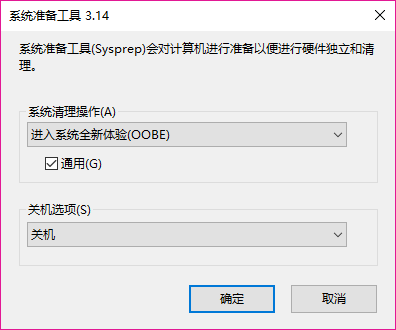 系统准备工具 3.14
系统准备工具(Sysprep)会对计算机进行准备以便进行硬件独立和清
理。
系统清理操作(A)
进入系统全新体验(OOBE)
通用(G)
关机选项(S)
关机
确定
取消